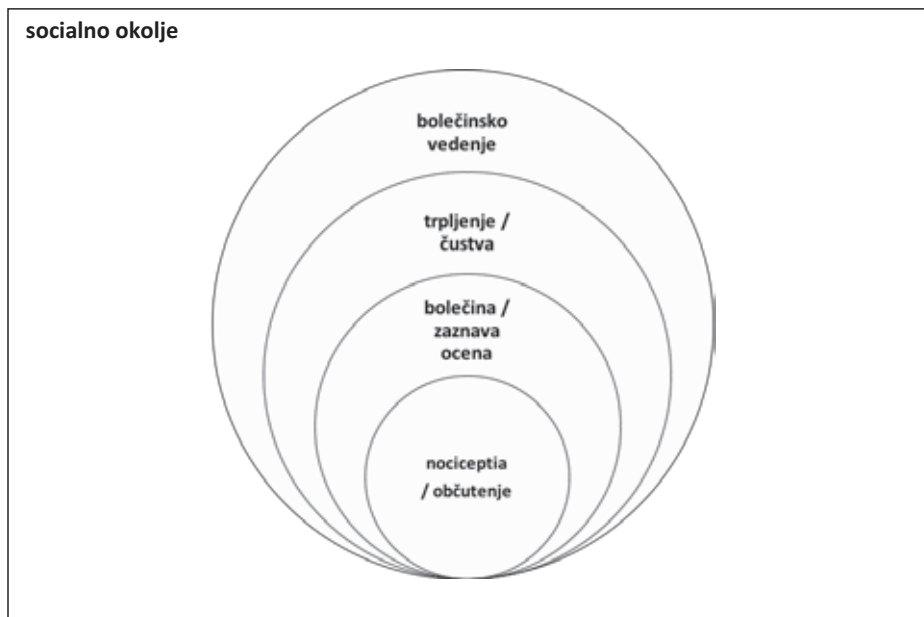 socialno okolje
bolečinsko
vedenje
trpljenje /
čustva
bolečina /
zaznava
ocena
nociceptia
/ občutenje